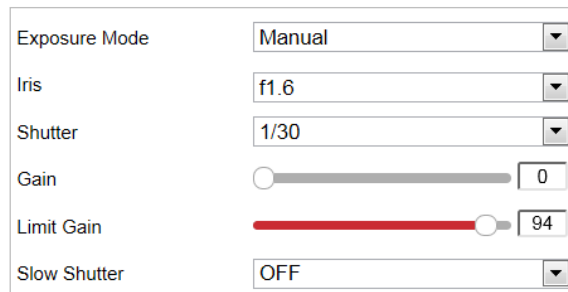 Exposure Mode Manual
Iris f1.6
Shutter 1/30
Gain 0
Limit Gain 94
Slow Shutter OFF